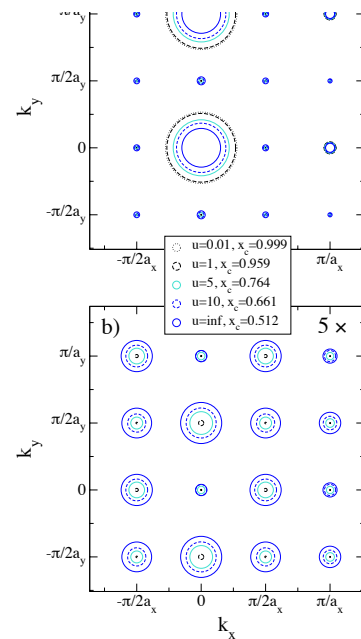 π/a_y
π/2a_y
k_y
0
-π/2a_y
-π/2a_x
π/a_x
u=0.01, x_c=0.999
u=1, x_c=0.959
u=5, x_c=0.764
u=10, x_c=0.661
u=inf, x_c=0.512
b)
5 ×
π/a_y
π/2a_y
k_y
0
-π/2a_y
-π/2a_x
0
π/2a_x
π/a_x
k_x